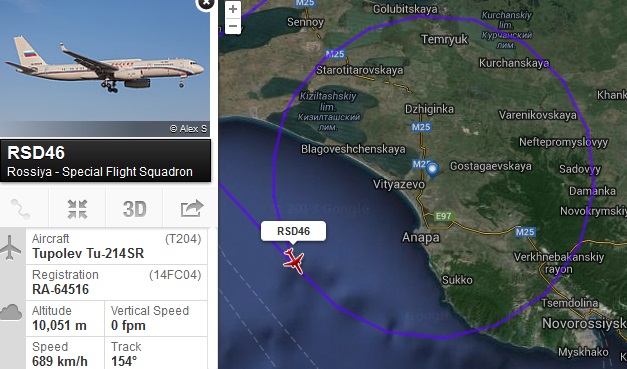 © Alex S
RSD46
Rossiya - Special Flight Squadron
3D
Aircraft (T204)
Tupolev Tu-214SR
Registration (14FC04)
RA-64516
Altitude
10,051 m
Vertical Speed
0 fpm
Speed
689 km/h
Track
154°
+
−
M25
Golubitskaya
Sennoy
Temryuk
Kurchanskiy
lim.
Курчанский
лим.
M25
Starotitarovskaya
Kurchanskaya
Kiziltashskiy
lim.
Кизилташский
лим.
Dzhiginka
Varenikovskaya
M25
Blagoveshchenskaya
Neftepromyslovyy
M25
Gostagaevskaya
Sadovyy
Vityazevo
Damanka
Novokrymskiy
E97
RSD46
Anapa
M25
Verkhnebakanskiy
rayon
Sukko
Tsemdolina
Novorossiysk
Myskhako